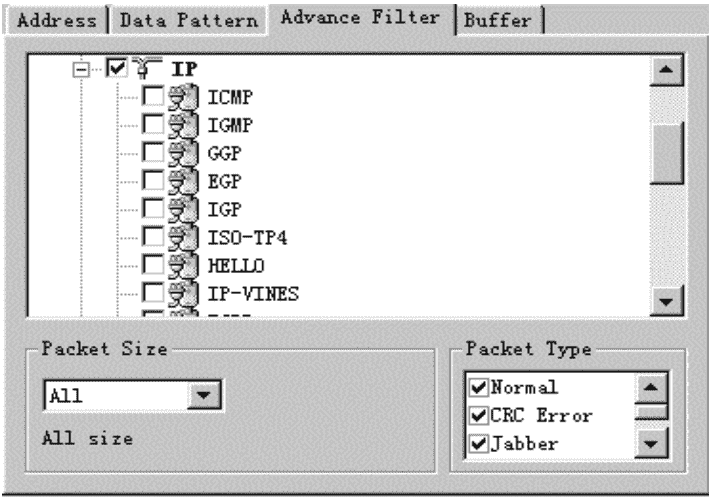 Address Data Pattern Advance Filter Buffer
IP
ICMP
IGMP
GGP
EGP
IGP
ISO-TP4
HELLO
IP-VINES
Packet Size
All
All size
Packet Type
Normal
CRC Error
Jabber